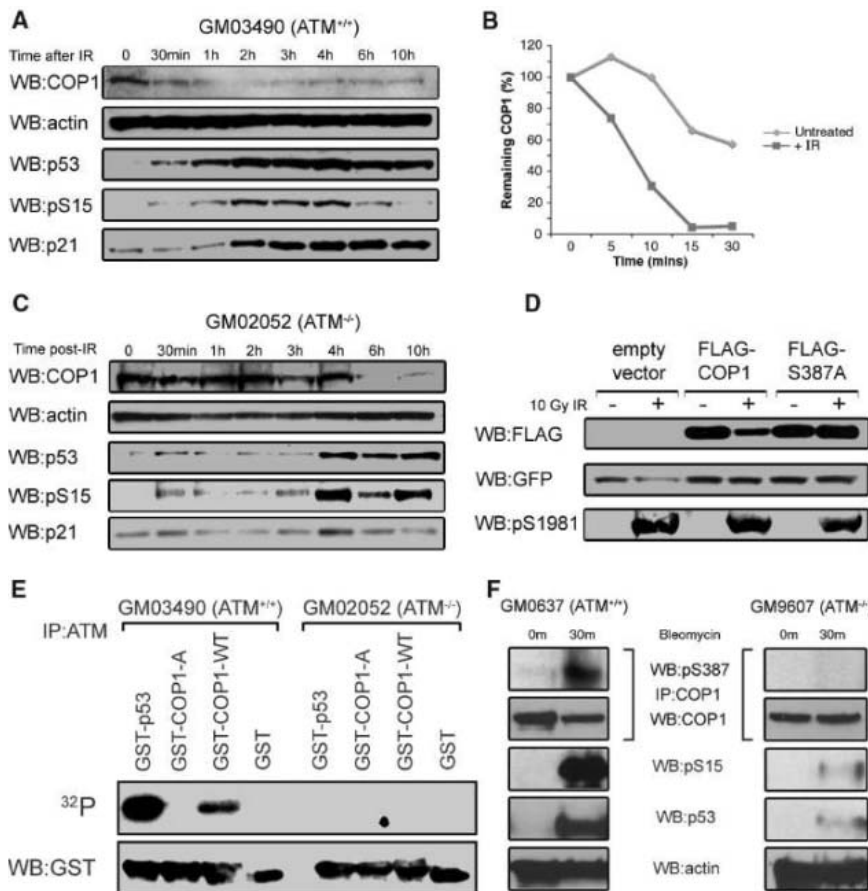 A
GM03490 (ATM+/+)
Time after IR 0 30min 1h 2h 3h 4h 6h 10h
WB:COP1
WB:actin
WB:p53
WB:pS15
WB:p21
B
Remaining COP1 (%)
120
100
80
60
40
20
0
0 5 10 15 30
Time (mins)
Untreated
+ IR
C
GM02052 (ATM-/-)
Time post-IR 0 30min 1h 2h 3h 4h 6h 10h
WB:COP1
WB:actin
WB:p53
WB:pS15
WB:p21
D
empty vector FLAG-COP1 FLAG-S387A
10 Gy IR - + - + - +
WB:FLAG
WB:GFP
WB:pS1981
E
GM03490 (ATM+/+) GM02052 (ATM-/-)
IP:ATM
GST-p53 GST-COP1-A GST-COP1-WT GST GST-p53 GST-COP1-A GST-COP1-WT GST
32P
WB:GST
F
GM0637 (ATM+/+) GM9607 (ATM-/-)
0m 30m Bleomycin 0m 30m
WB:pS387
IP:COP1
WB:COP1
WB:pS15
WB:p53
WB:actin